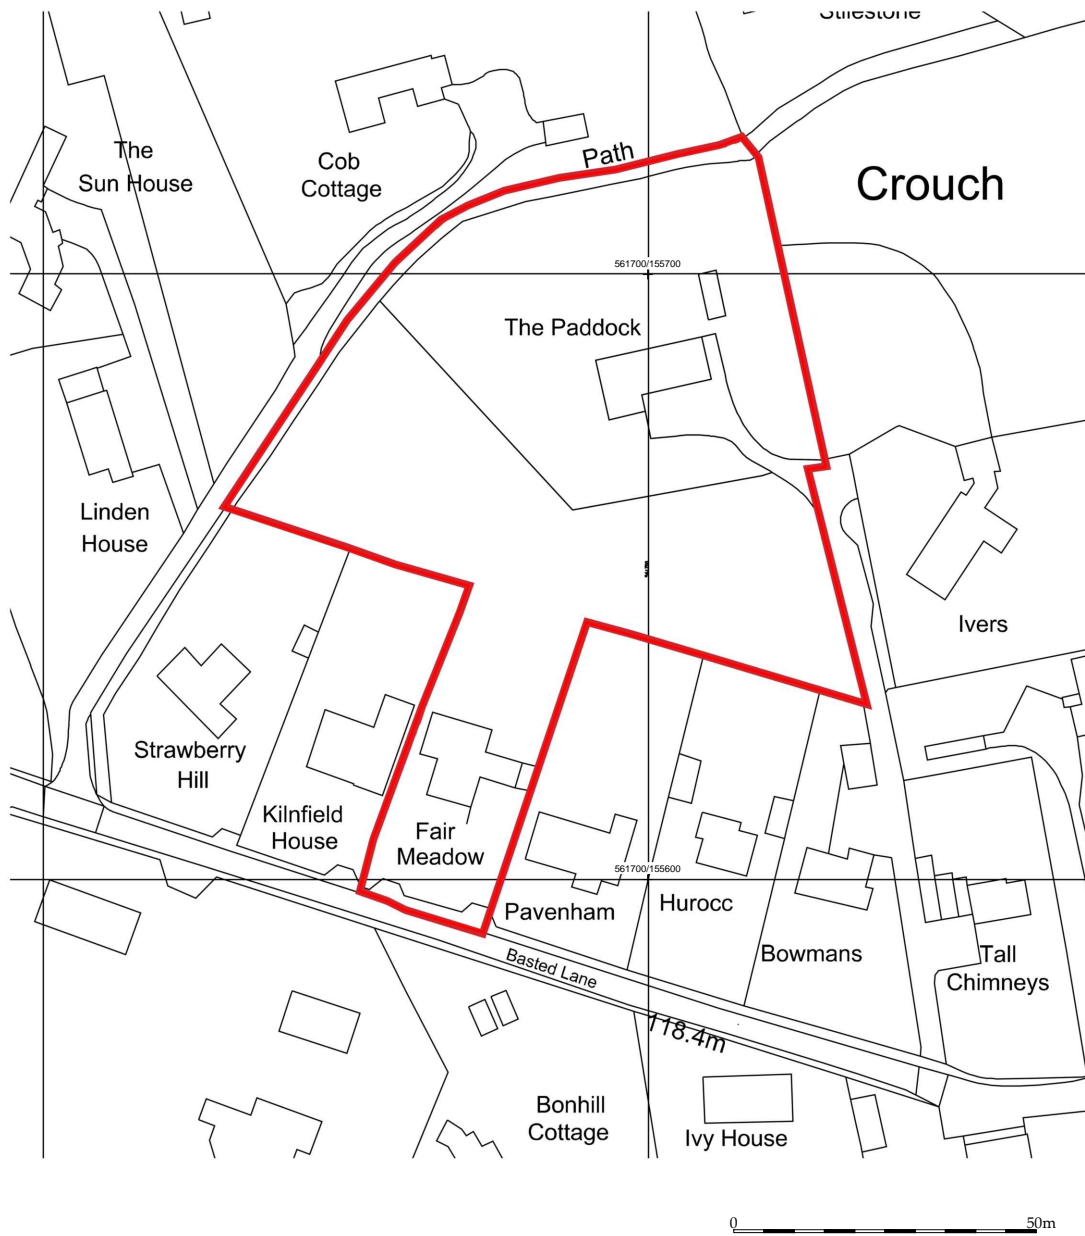 Stilestone
The
Sun House
Cob
Cottage
Path
Crouch
561700/155700
The Paddock
Linden
House
Ivers
Strawberry
Hill
Kilnfield
House
Fair
Meadow
561700/155600
Pavenham
Hurocc
Bowmans
Tall
Chimneys
Basted Lane
118.4m
Bonhill
Cottage
Ivy House
0 50m